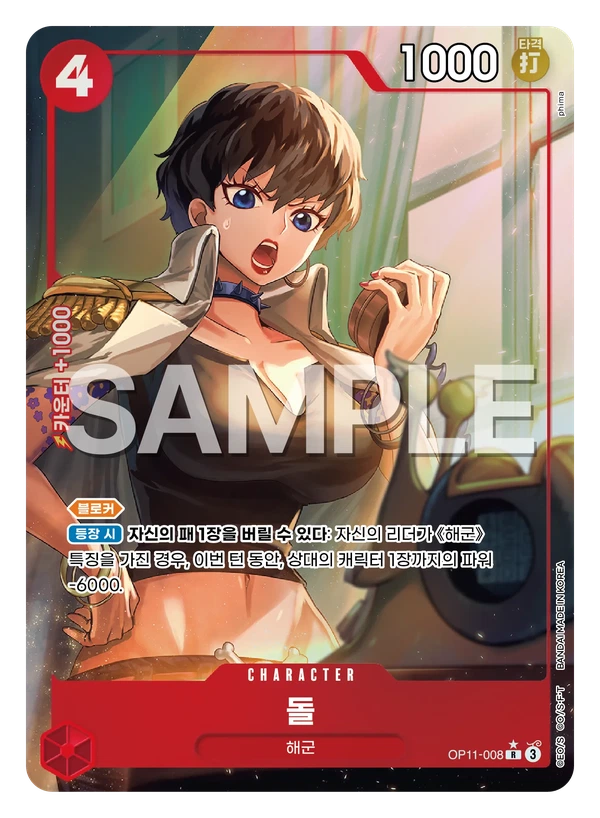 4
1000
타격
打
phima
카운터 +1000
SAMPLE
블로커
등장 시 자신의 패 1장을 버릴 수 있다: 자신의 리더가 《해군》
특징을 가진 경우, 이번 턴 동안, 상대의 캐릭터 1장까지의 파워
-6000.
CHARACTER
돌
해군
OP11-008 R 3
©EO/S ©O/S·F·T BANDAI MADE IN KOREA